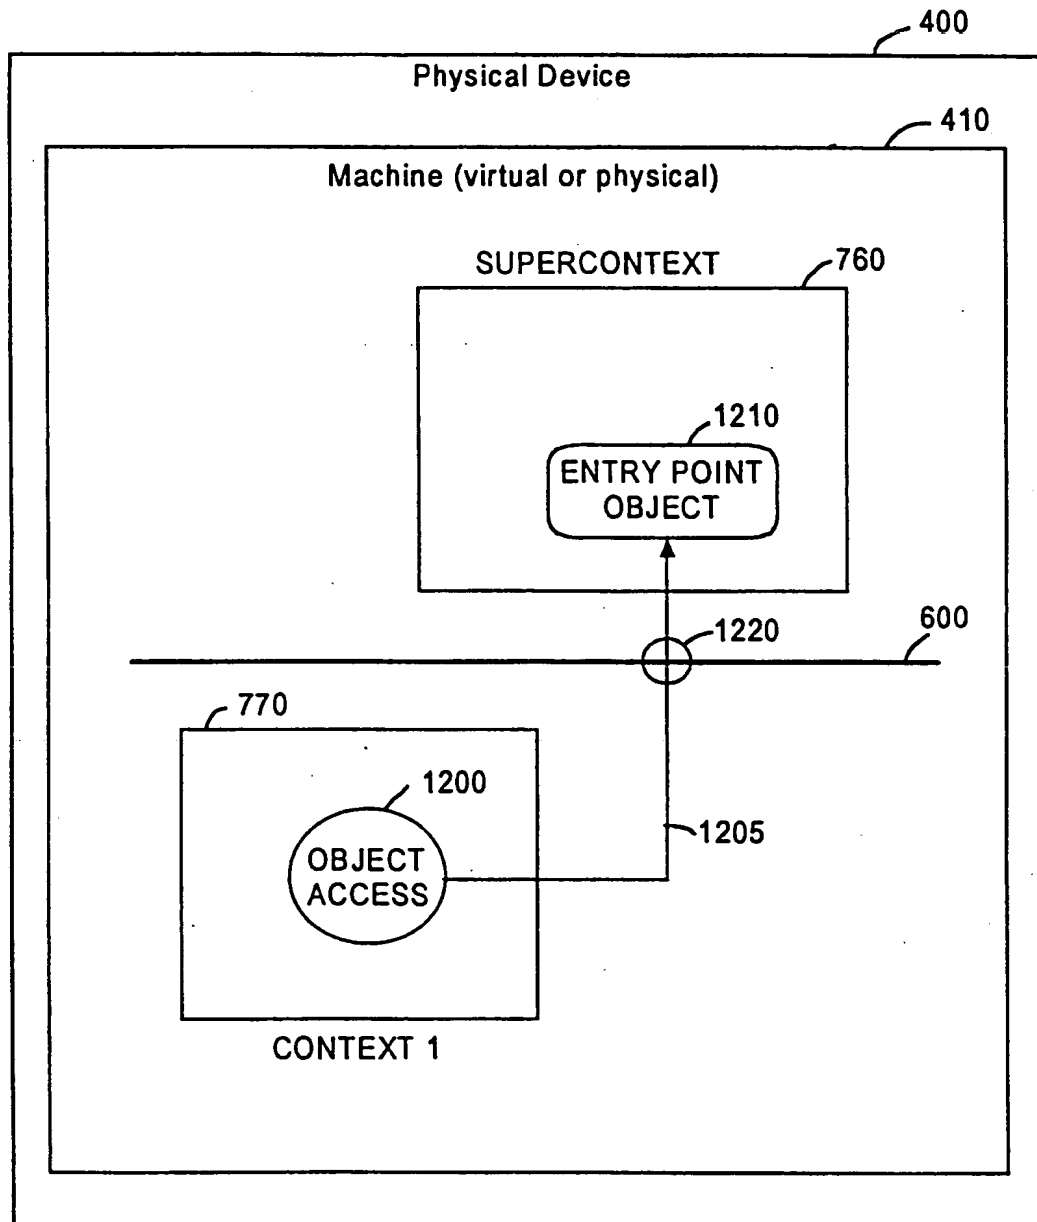 400
Physical Device
410
Machine (virtual or physical)
SUPERCONTEXT
760
1210
ENTRY POINT
OBJECT
1220
600
770
1200
OBJECT
ACCESS
1205
CONTEXT 1